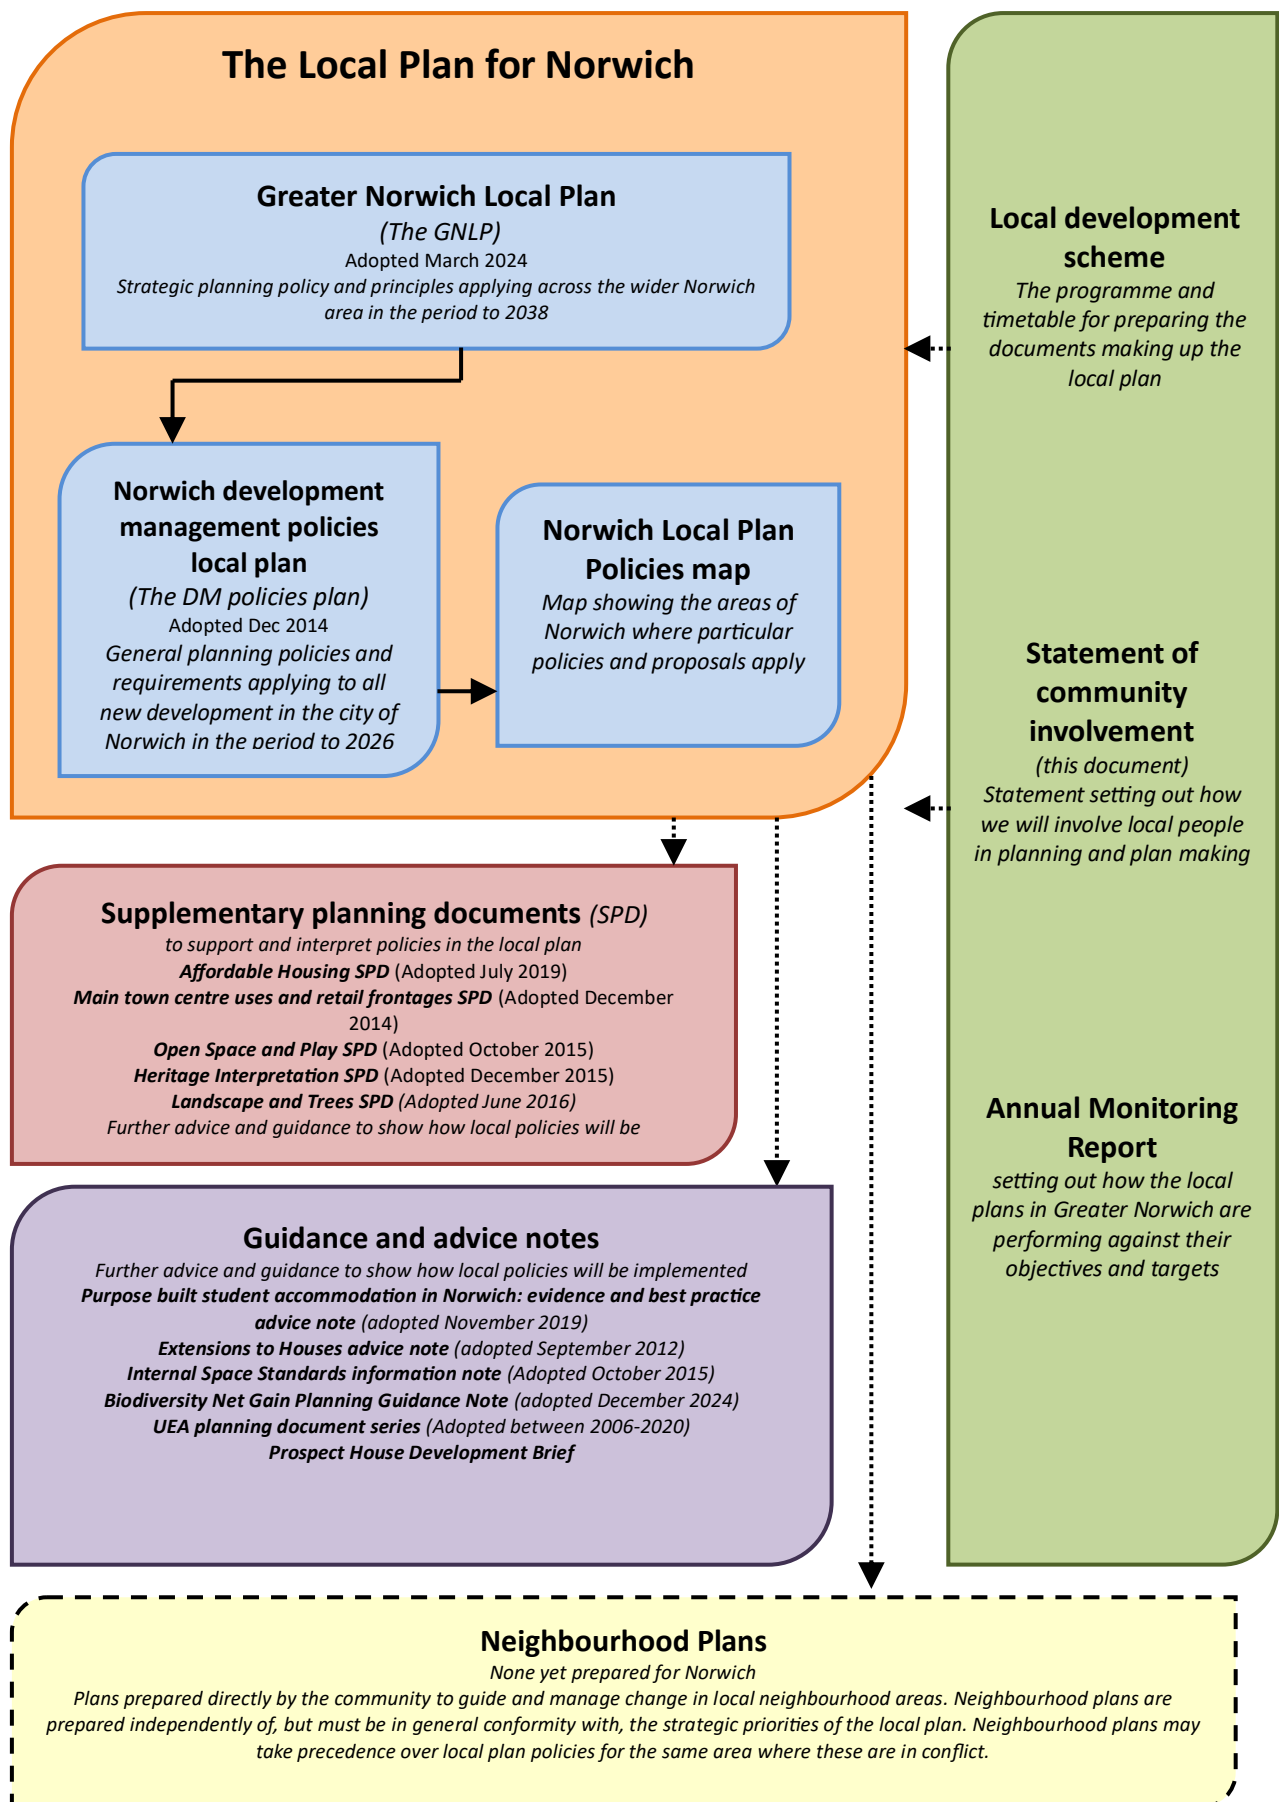 The Local Plan for Norwich
Greater Norwich Local Plan
(The GNLP)
Adopted March 2024
Strategic planning policy and principles applying across the wider Norwich
area in the period to 2038
Norwich development
management policies
local plan
(The DM policies plan)
Adopted Dec 2014
General planning policies and
requirements applying to all
new development in the city of
Norwich in the period to 2026
Norwich Local Plan
Policies map
Map showing the areas of
Norwich where particular
policies and proposals apply
Local development
scheme
The programme and
timetable for preparing the
documents making up the
local plan
Statement of
community
involvement
(this document)
Statement setting out how
we will involve local people
in planning and plan making
Annual Monitoring
Report
setting out how the local
plans in Greater Norwich are
performing against their
objectives and targets
Supplementary planning documents (SPD)
to support and interpret policies in the local plan
Affordable Housing SPD (Adopted July 2019)
Main town centre uses and retail frontages SPD (Adopted December
2014)
Open Space and Play SPD (Adopted October 2015)
Heritage Interpretation SPD (Adopted December 2015)
Landscape and Trees SPD (Adopted June 2016)
Further advice and guidance to show how local policies will be
Guidance and advice notes
Further advice and guidance to show how local policies will be implemented
Purpose built student accommodation in Norwich: evidence and best practice
advice note (adopted November 2019)
Extensions to Houses advice note (adopted September 2012)
Internal Space Standards information note (Adopted October 2015)
Biodiversity Net Gain Planning Guidance Note (adopted December 2024)
UEA planning document series (Adopted between 2006-2020)
Prospect House Development Brief
Neighbourhood Plans
None yet prepared for Norwich
Plans prepared directly by the community to guide and manage change in local neighbourhood areas. Neighbourhood plans are
prepared independently of, but must be in general conformity with, the strategic priorities of the local plan. Neighbourhood plans may
take precedence over local plan policies for the same area where these are in conflict.